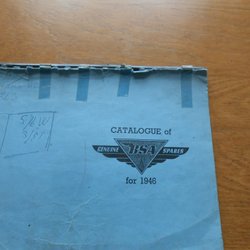 CATALOGUE of
GENUINE BSA SPARES
for 1946